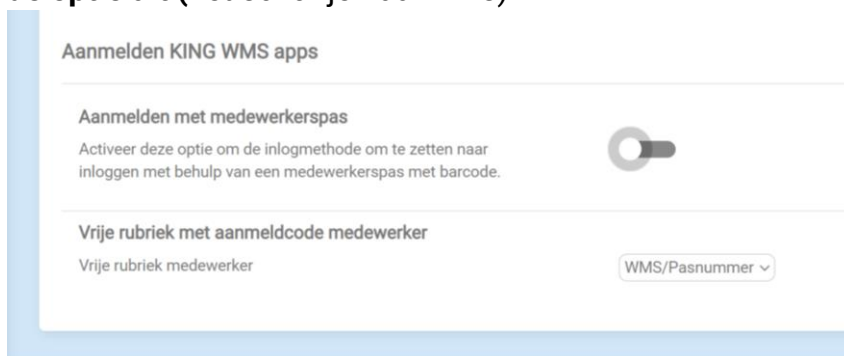 Aanmelden KING WMS apps
Aanmelden met medewerkerspas
Activeer deze optie om de inlogmethode om te zetten naar
inloggen met behulp van een medewerkerspas met barcode.
Vrije rubriek met aanmeldcode medewerker
Vrije rubriek medewerker
WMS/Pasnummer